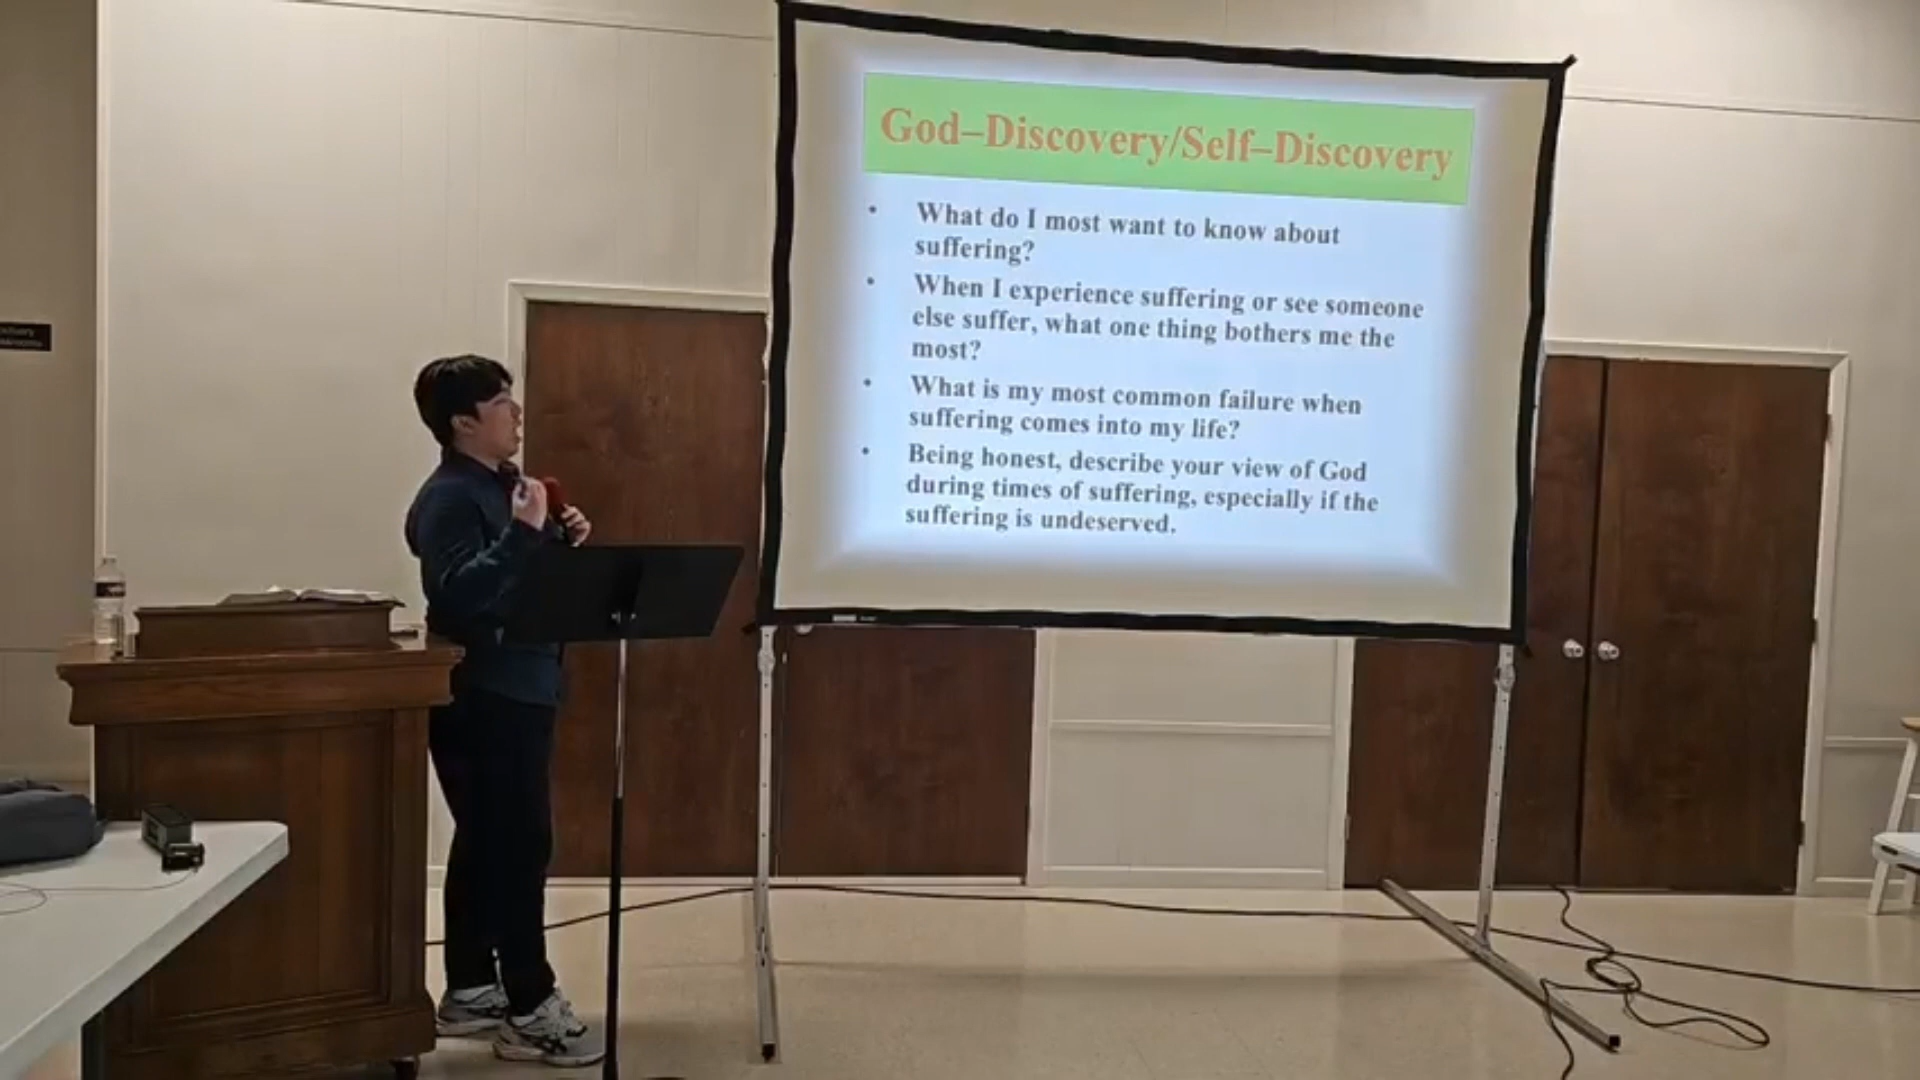 God–Discovery/Self–Discovery
• What do I most want to know about
suffering?
• When I experience suffering or see someone
else suffer, what one thing bothers me the
most?
• What is my most common failure when
suffering comes into my life?
• Being honest, describe your view of God
during times of suffering, especially if the
suffering is undeserved.